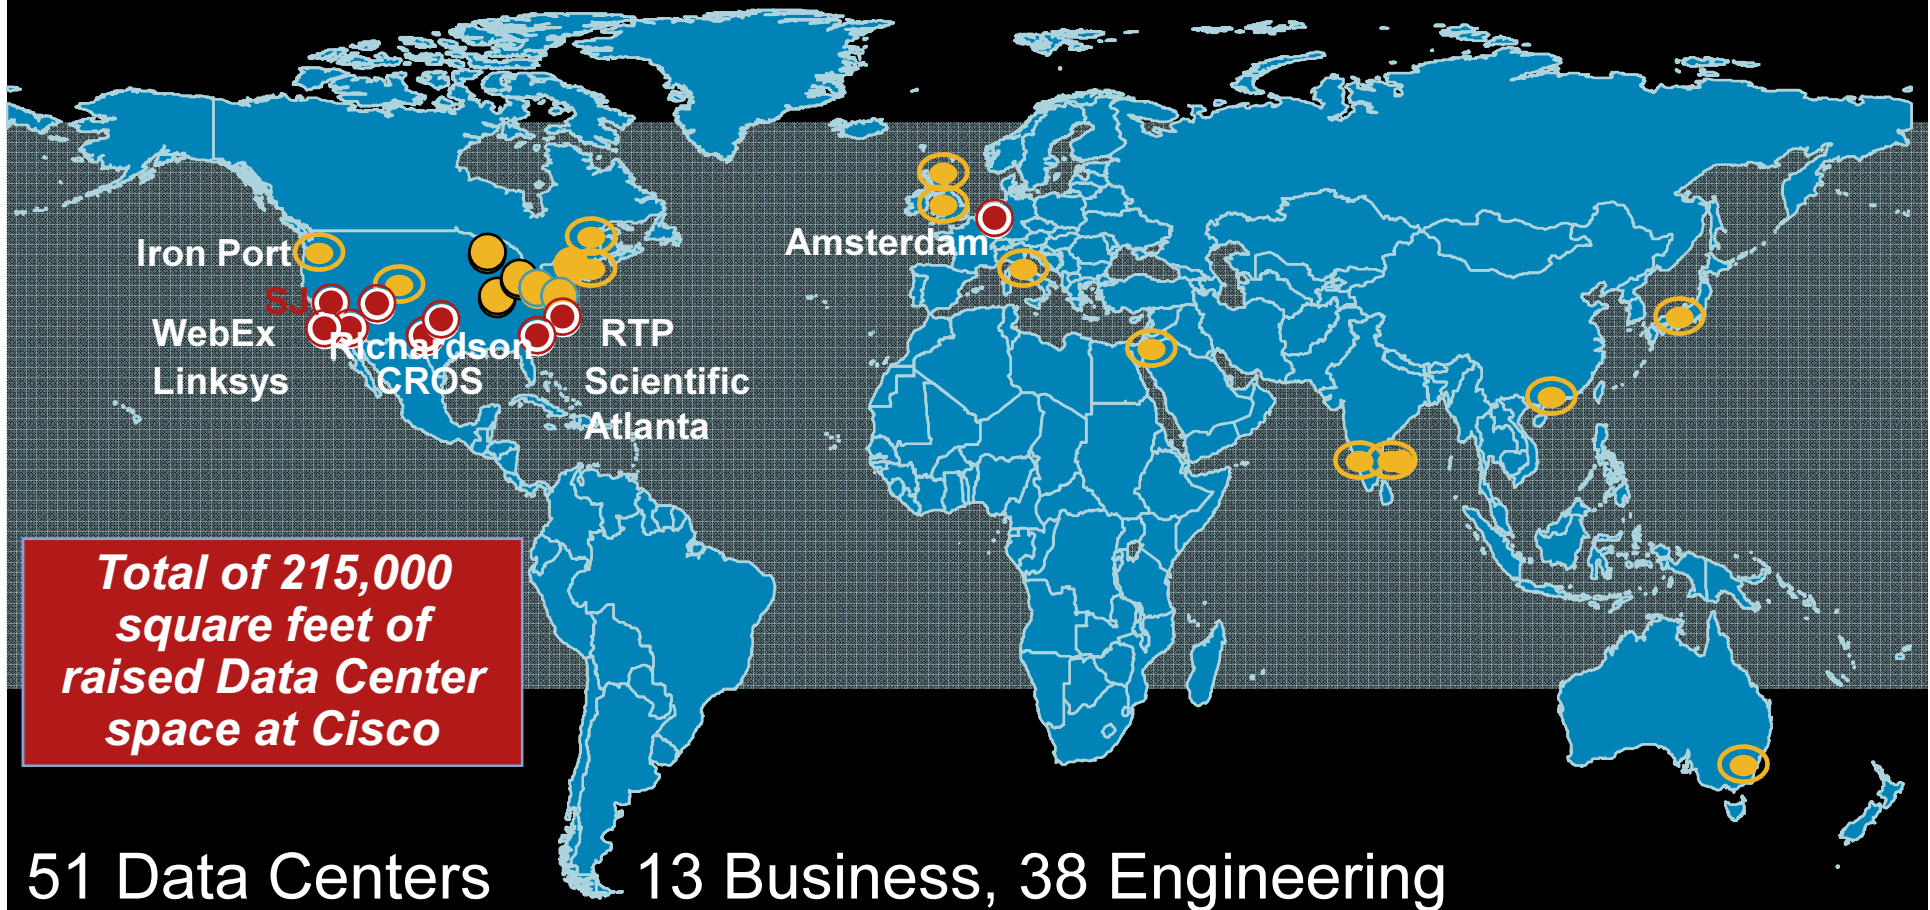 Iron Port
Amsterdam
SJ
WebEx
Richardson
RTP
Linksys
CROS
Scientific
Atlanta
Total of 215,000
square feet of
raised Data Center
space at Cisco
51 Data Centers
13 Business, 38 Engineering